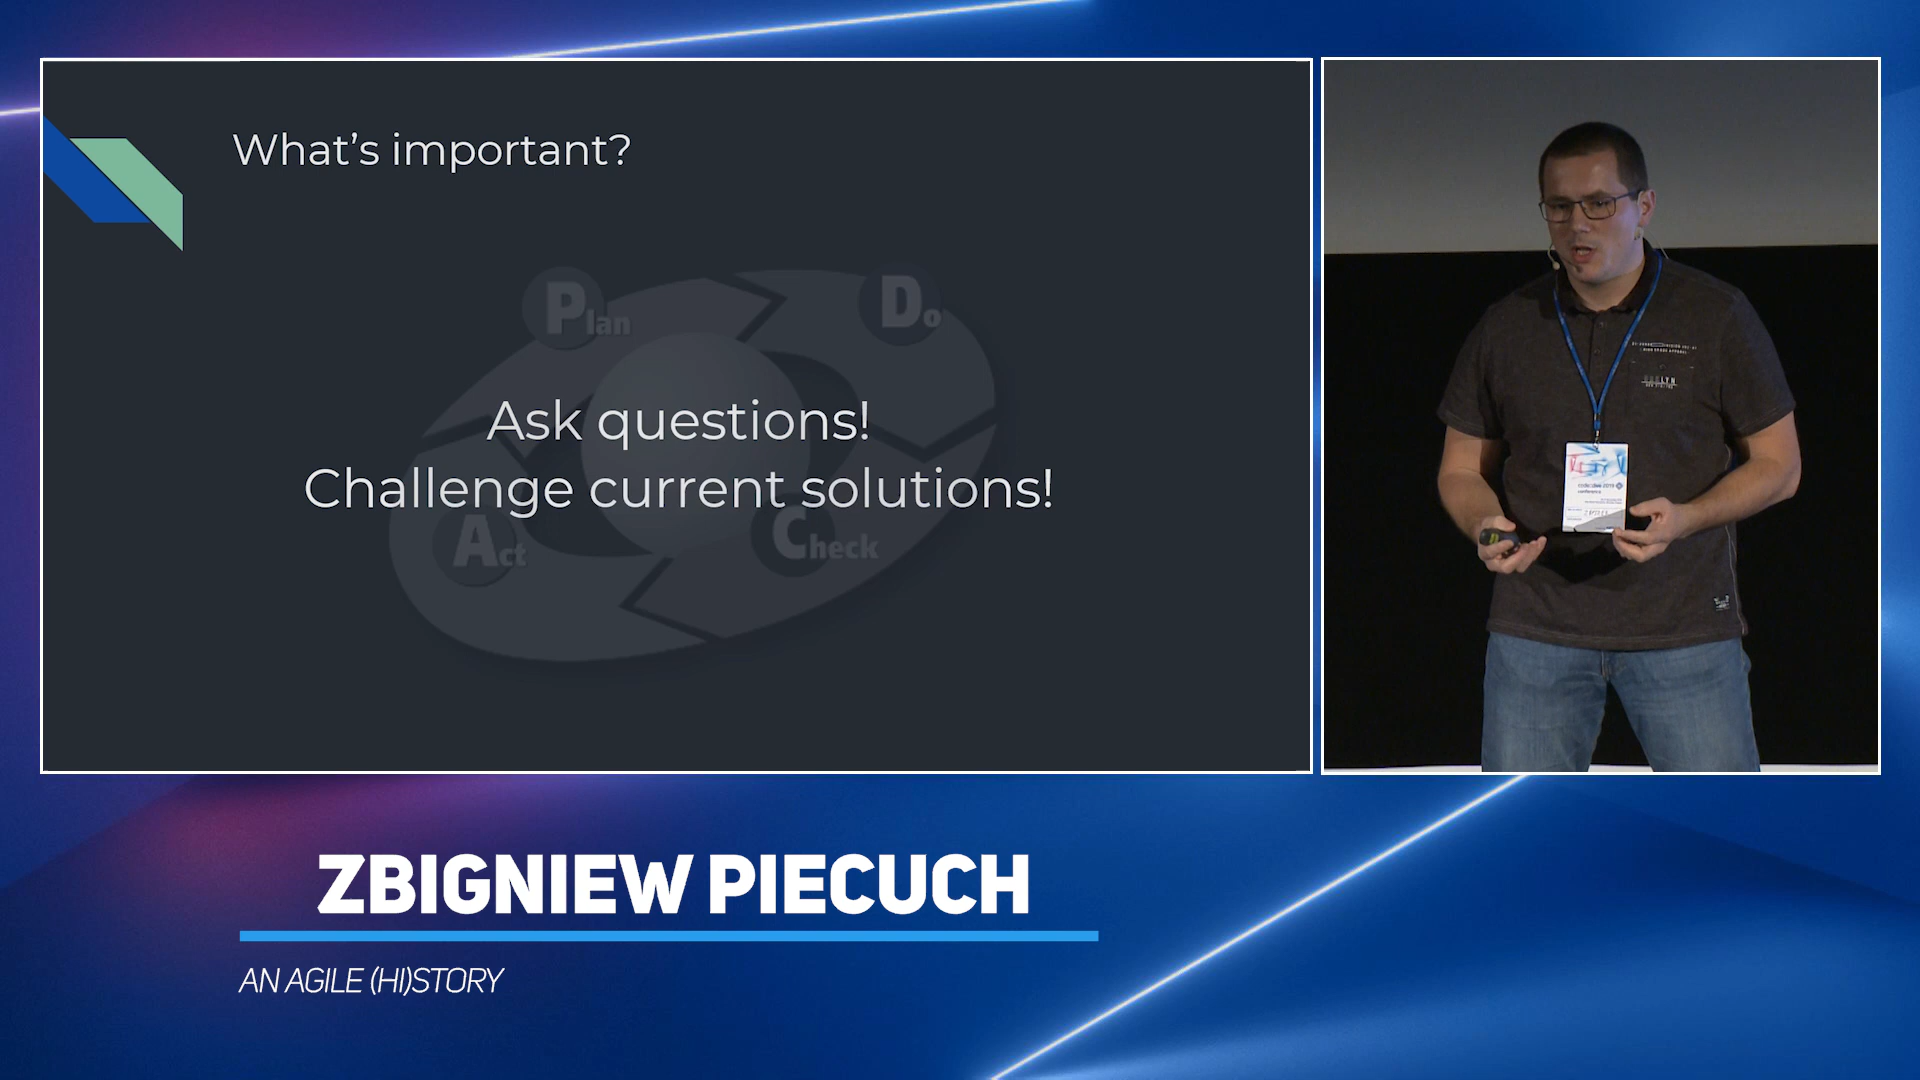 What's important?
Plan
Do
Ask questions!
Challenge current solutions!
Act
Check
ZBIGNIEW PIECUCH
AN AGILE (HI)STORY